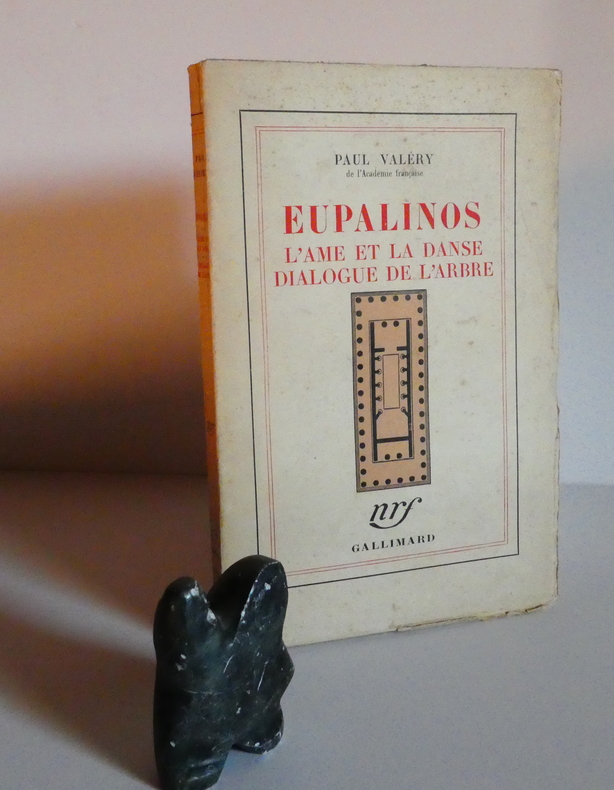 PAUL VALÉRY
de l'Académie française
EUPALINOS
L'AME ET LA DANSE
DIALOGUE DE L'ARBRE
nrf
GALLIMARD